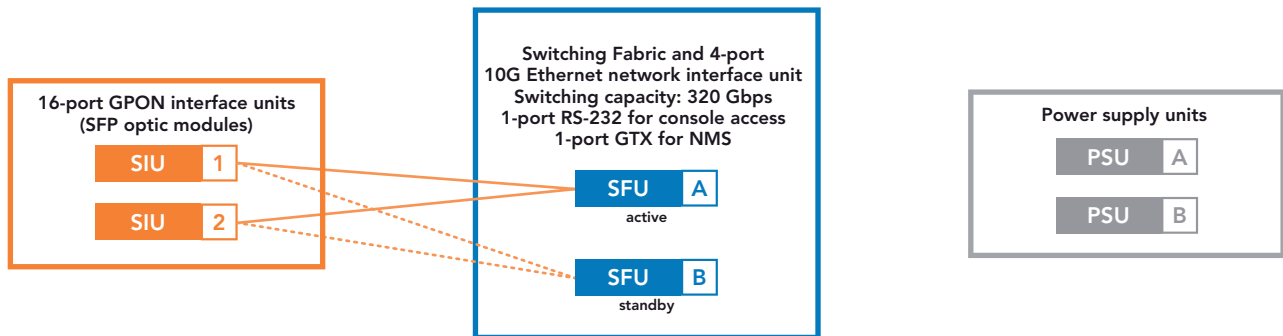 16-port GPON interface units
(SFP optic modules)
SIU 1
SIU 2
Switching Fabric and 4-port
10G Ethernet network interface unit
Switching capacity: 320 Gbps
1-port RS-232 for console access
1-port GTX for NMS
SFU A
active
SFU B
standby
Power supply units
PSU A
PSU B